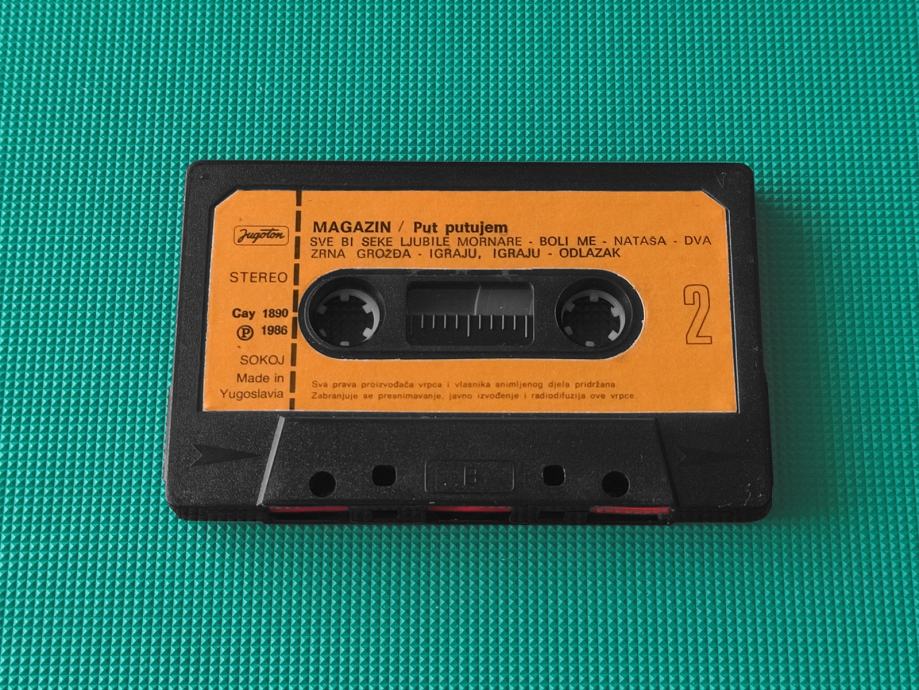 Jugoton
STEREO
Cay 1890
Ⓟ 1986
SOKOJ
Made in
Yugoslavia
MAGAZIN / Put putujem
SVE BI SEKE LJUBILE MORNARE - BOLI ME - NATAŠA - DVA
ZRNA GROŽĐA - IGRAJU, IGRAJU - ODLAZAK
2
Sva prava proizvođača vrpca i vlasnika snimljenog djela pridržana.
Zabranjuje se presnimavanje, javno izvođenje i radiodifuzija ove vrpce.
B